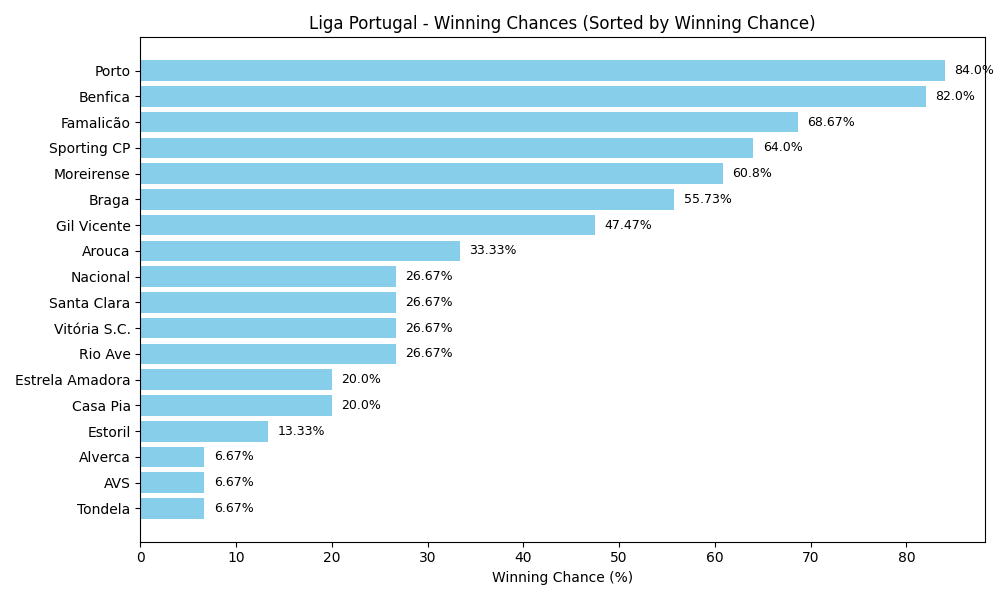 Liga Portugal - Winning Chances (Sorted by Winning Chance)
Porto 84.0%
Benfica 82.0%
Famalicão 68.67%
Sporting CP 64.0%
Moreirense 60.8%
Braga 55.73%
Gil Vicente 47.47%
Arouca 33.33%
Nacional 26.67%
Santa Clara 26.67%
Vitória S.C. 26.67%
Rio Ave 26.67%
Estrela Amadora 20.0%
Casa Pia 20.0%
Estoril 13.33%
Alverca 6.67%
AVS 6.67%
Tondela 6.67%
0 10 20 30 40 50 60 70 80
Winning Chance (%)